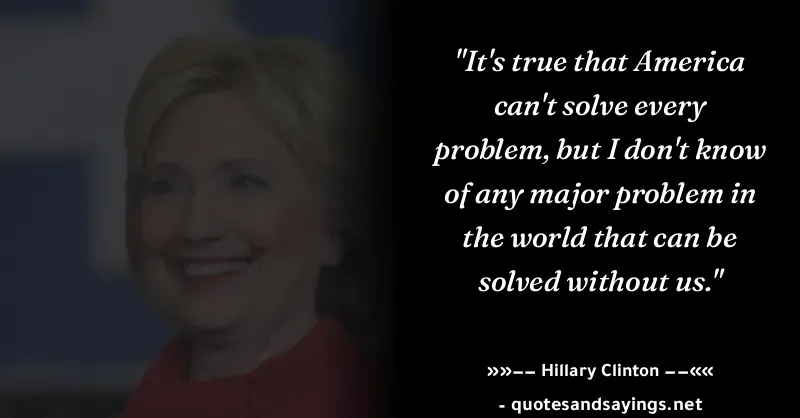 "It's true that America
can't solve every
problem, but I don't know
of any major problem in
the world that can be
solved without us."
»»−− Hillary Clinton −−««
- quotesandsayings.net